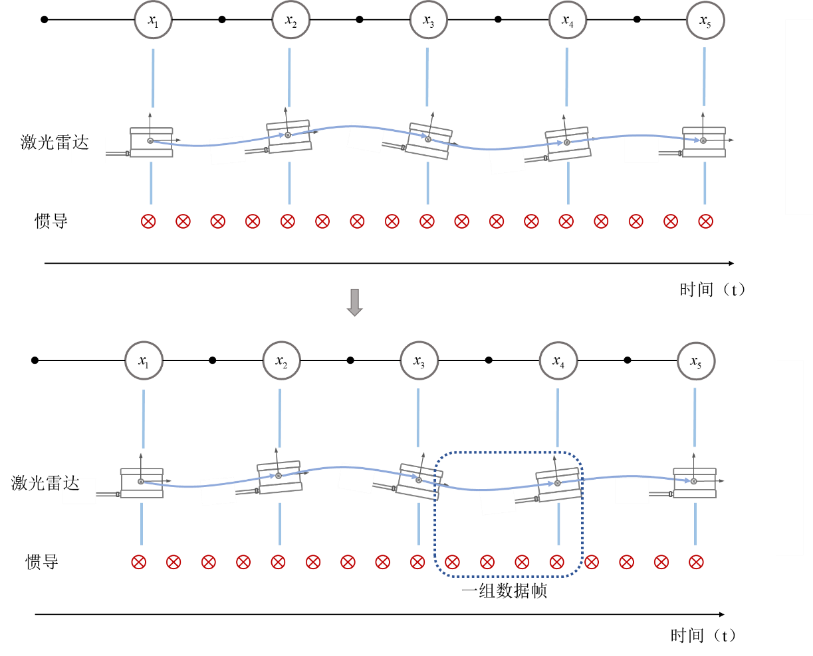 x1 x2 x3 x4 x5
激光雷达
惯导
时间（t）
x1 x2 x3 x4 x5
激光雷达
惯导
一组数据帧
时间（t）